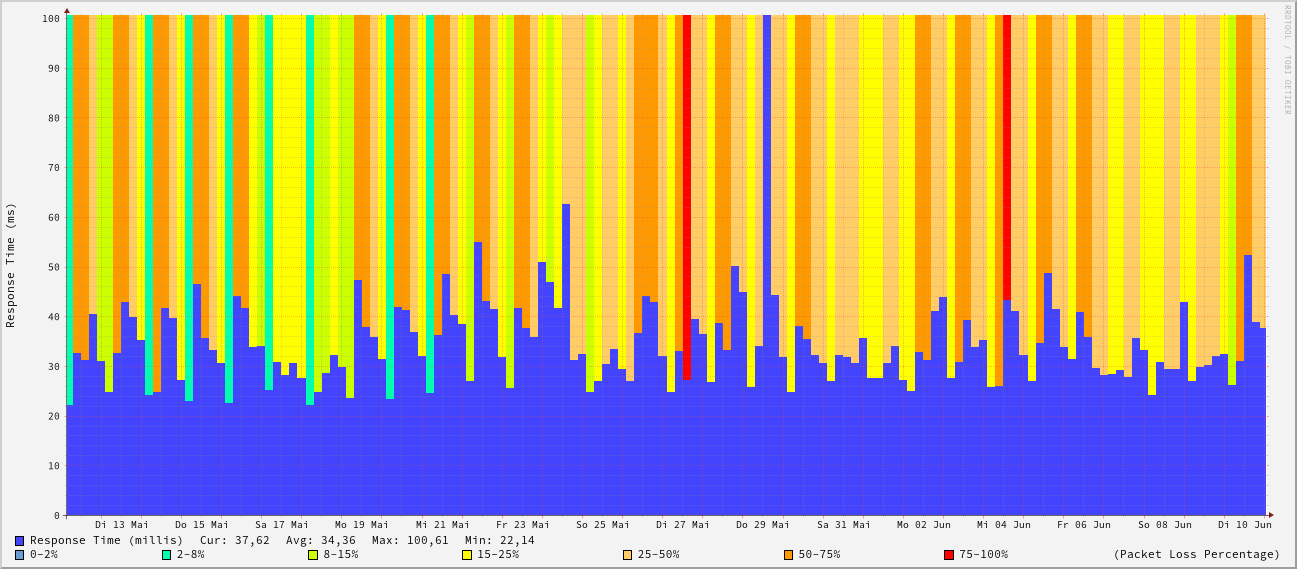 RRDTOOL / TOBI OETIKER
Response Time (ms)
100
90
80
70
60
50
40
30
20
10
0
Di 13 Mai Do 15 Mai Sa 17 Mai Mo 19 Mai Mi 21 Mai Fr 23 Mai So 25 Mai Di 27 Mai Do 29 Mai Sa 31 Mai Mo 02 Jun Mi 04 Jun Fr 06 Jun So 08 Jun Di 10 Jun
Response Time (millis) Cur: 37,62 Avg: 34,36 Max: 100,61 Min: 22,14
0-2% 2-8% 8-15% 15-25% 25-50% 50-75% 75-100% (Packet Loss Percentage)